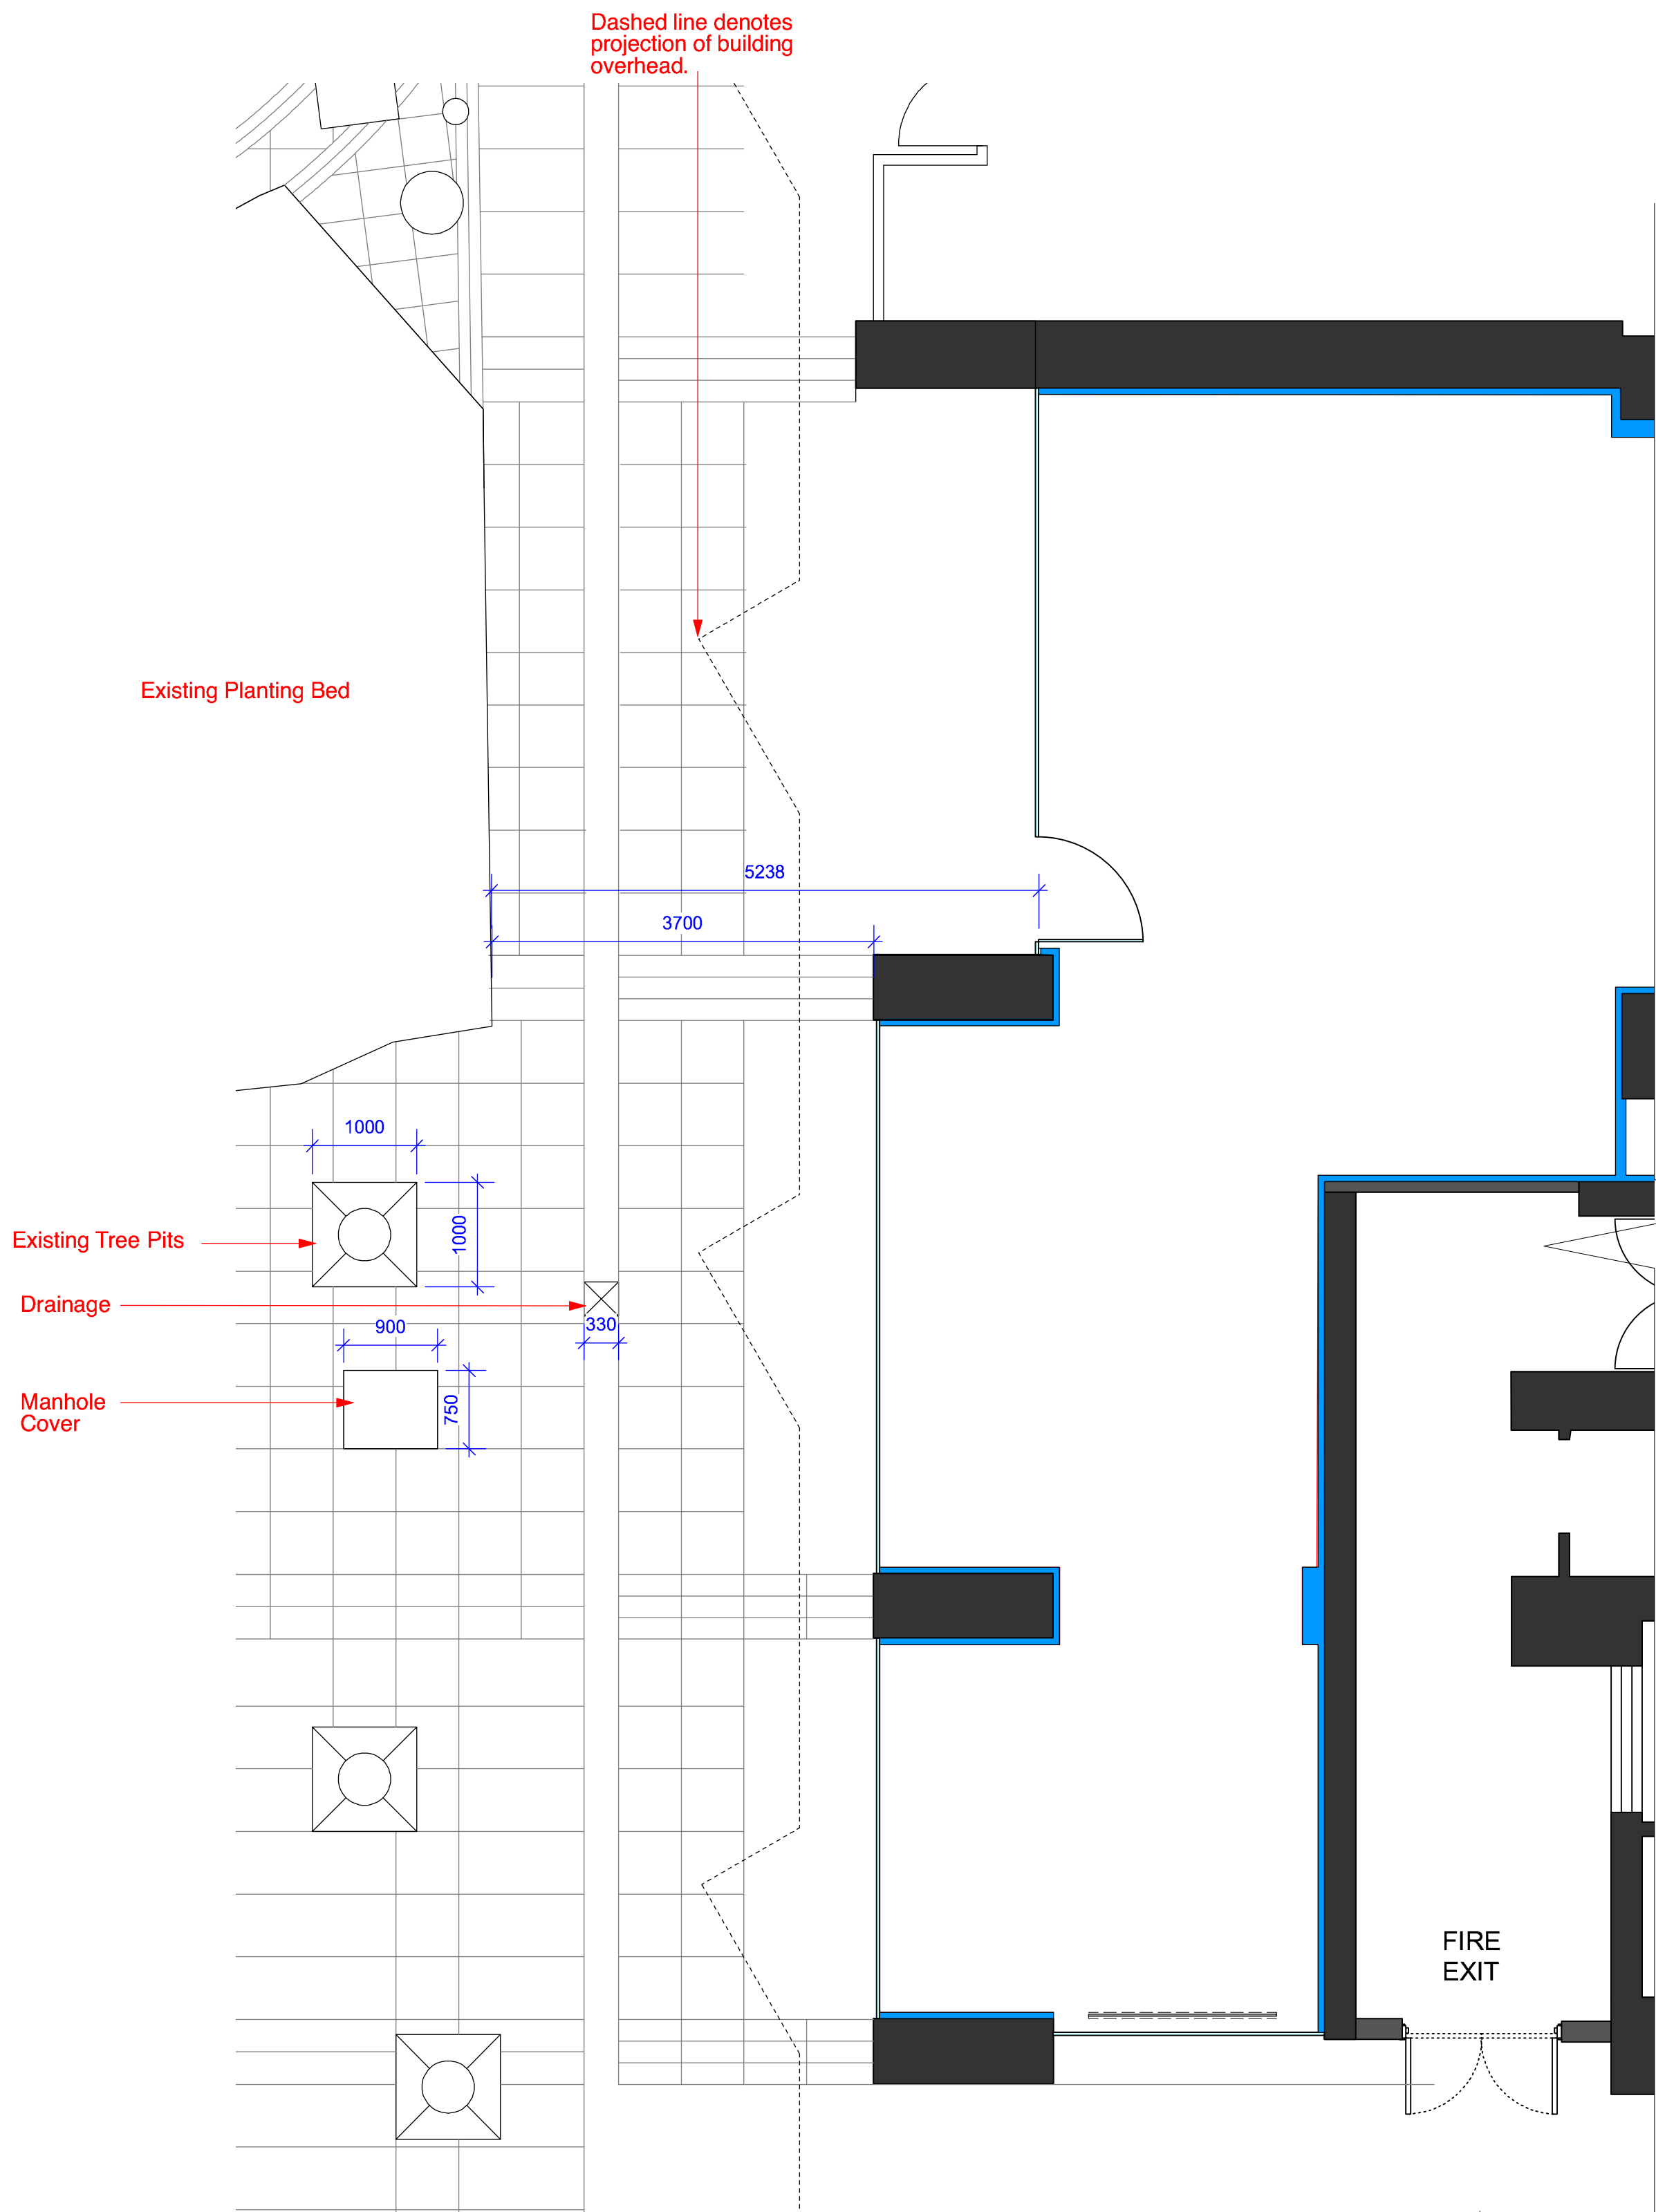 Dashed line denotes
projection of building
overhead.
Existing Planting Bed
5238
3700
1000
1000
Existing Tree Pits
Drainage
330
900
750
Manhole
Cover
FIRE
EXIT